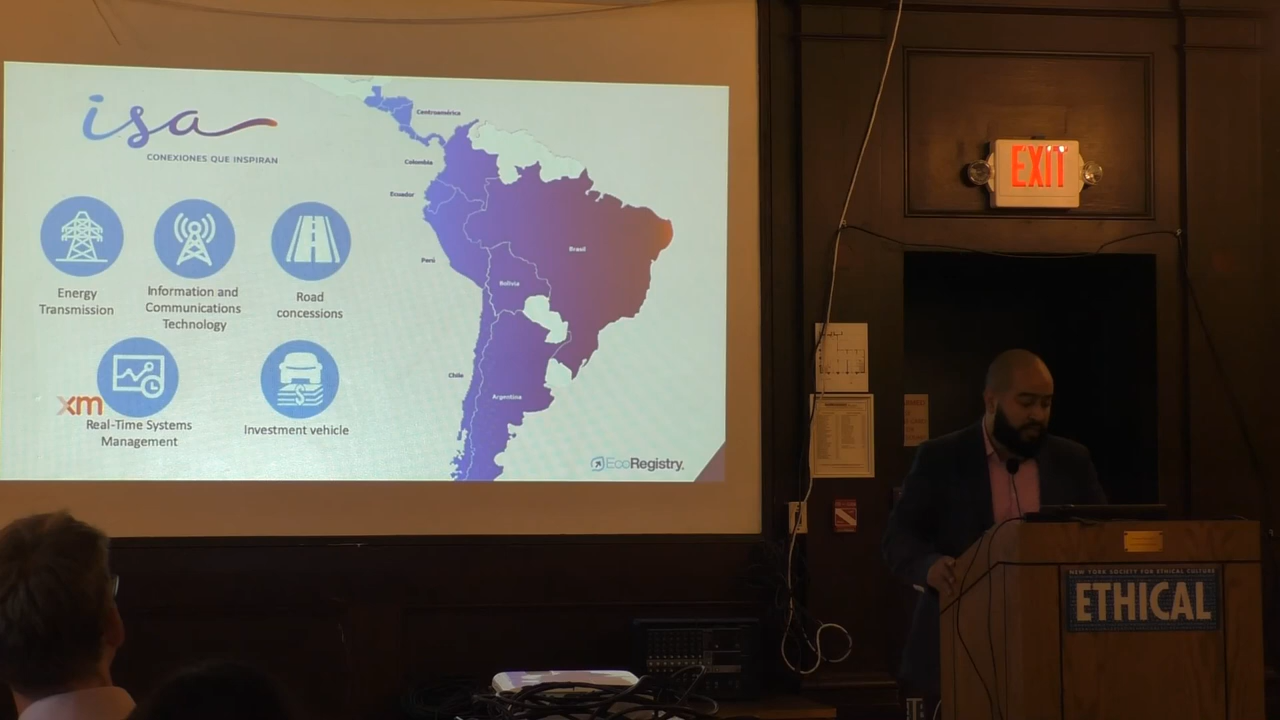 isa
CONEXIONES QUE INSPIRAN
Energy
Transmission
Information and
Communications
Technology
Road
concessions
xm
Real-Time Systems
Management
Investment vehicle
Centroamérica
Colombia
Ecuador
Perú
Brasil
Bolivia
Chile
Argentina
EcoRegistry
EXIT
NEW YORK SOCIETY FOR ETHICAL CULTURE
ETHICAL